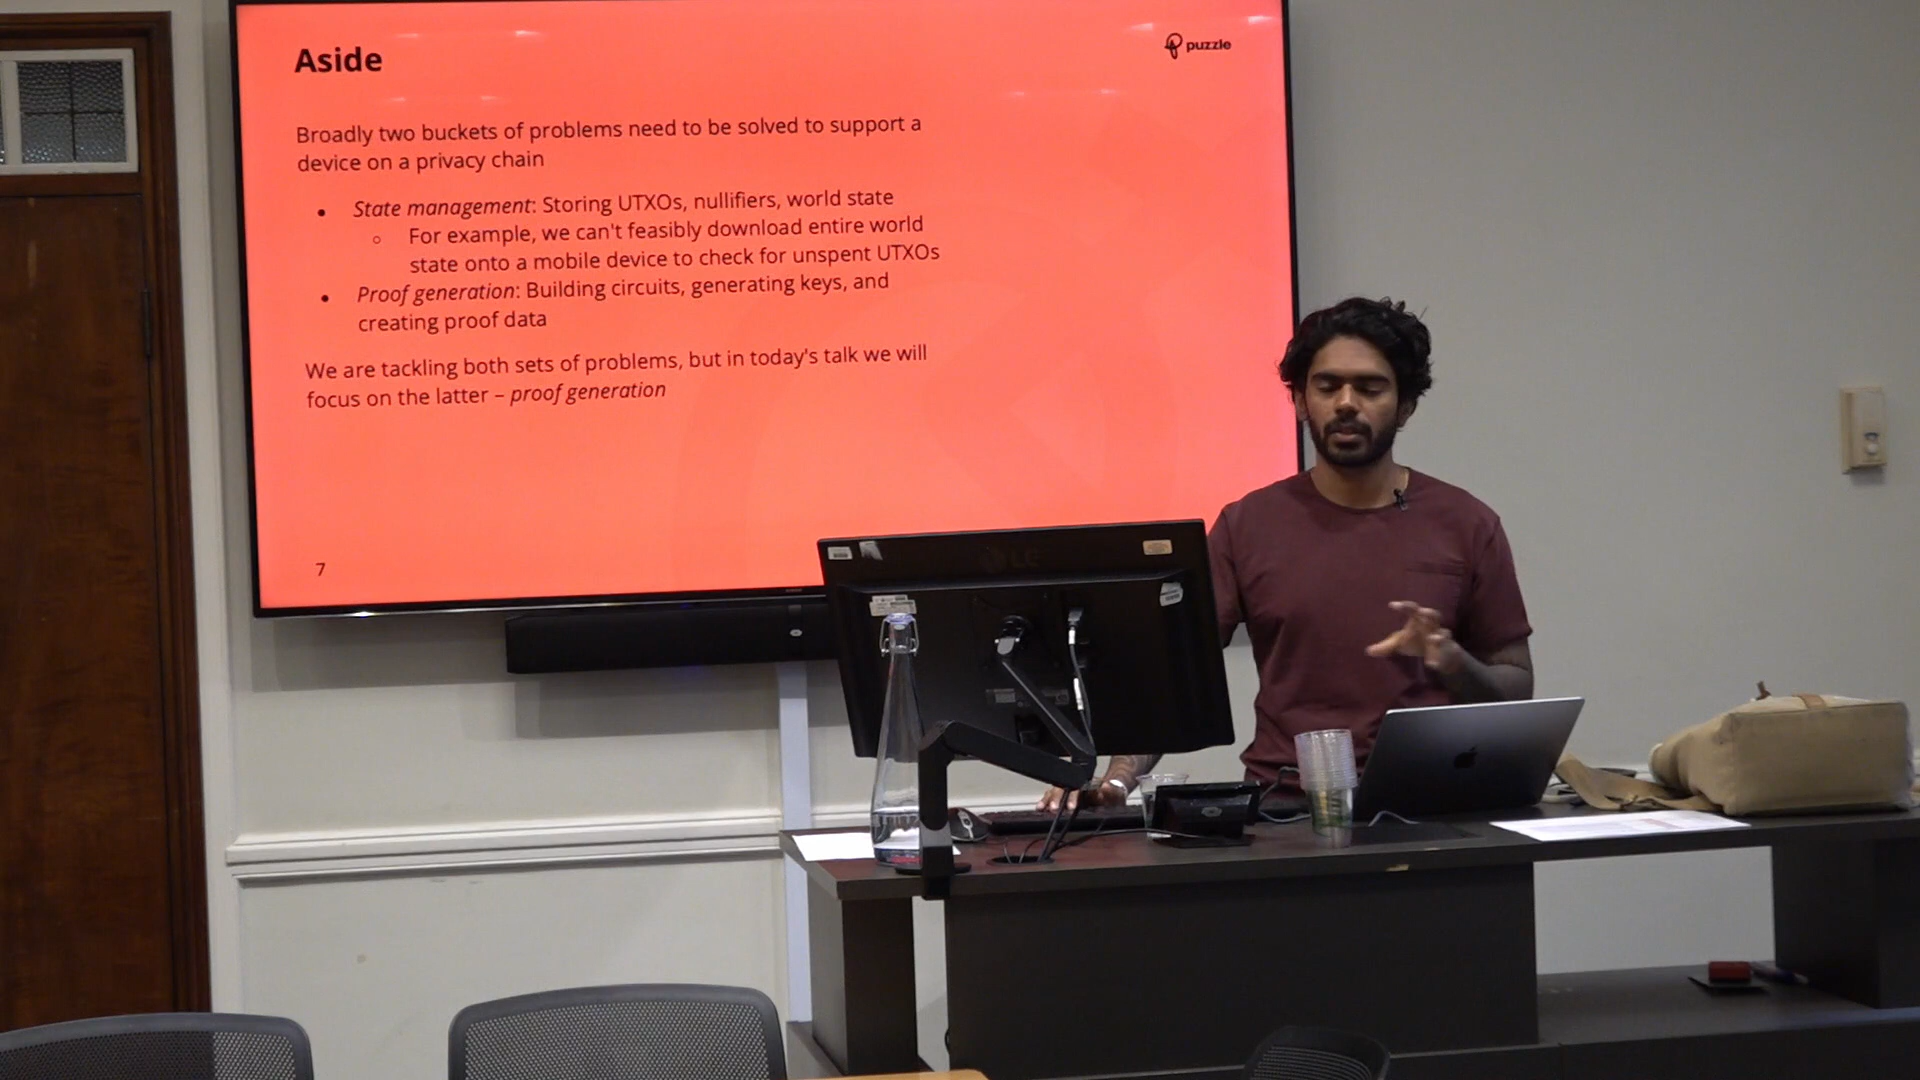 Aside
puzzle
Broadly two buckets of problems need to be solved to support a
device on a privacy chain
• State management: Storing UTXOs, nullifiers, world state
○ For example, we can't feasibly download entire world
state onto a mobile device to check for unspent UTXOs
• Proof generation: Building circuits, generating keys, and
creating proof data
We are tackling both sets of problems, but in today's talk we will
focus on the latter – proof generation
7
LG